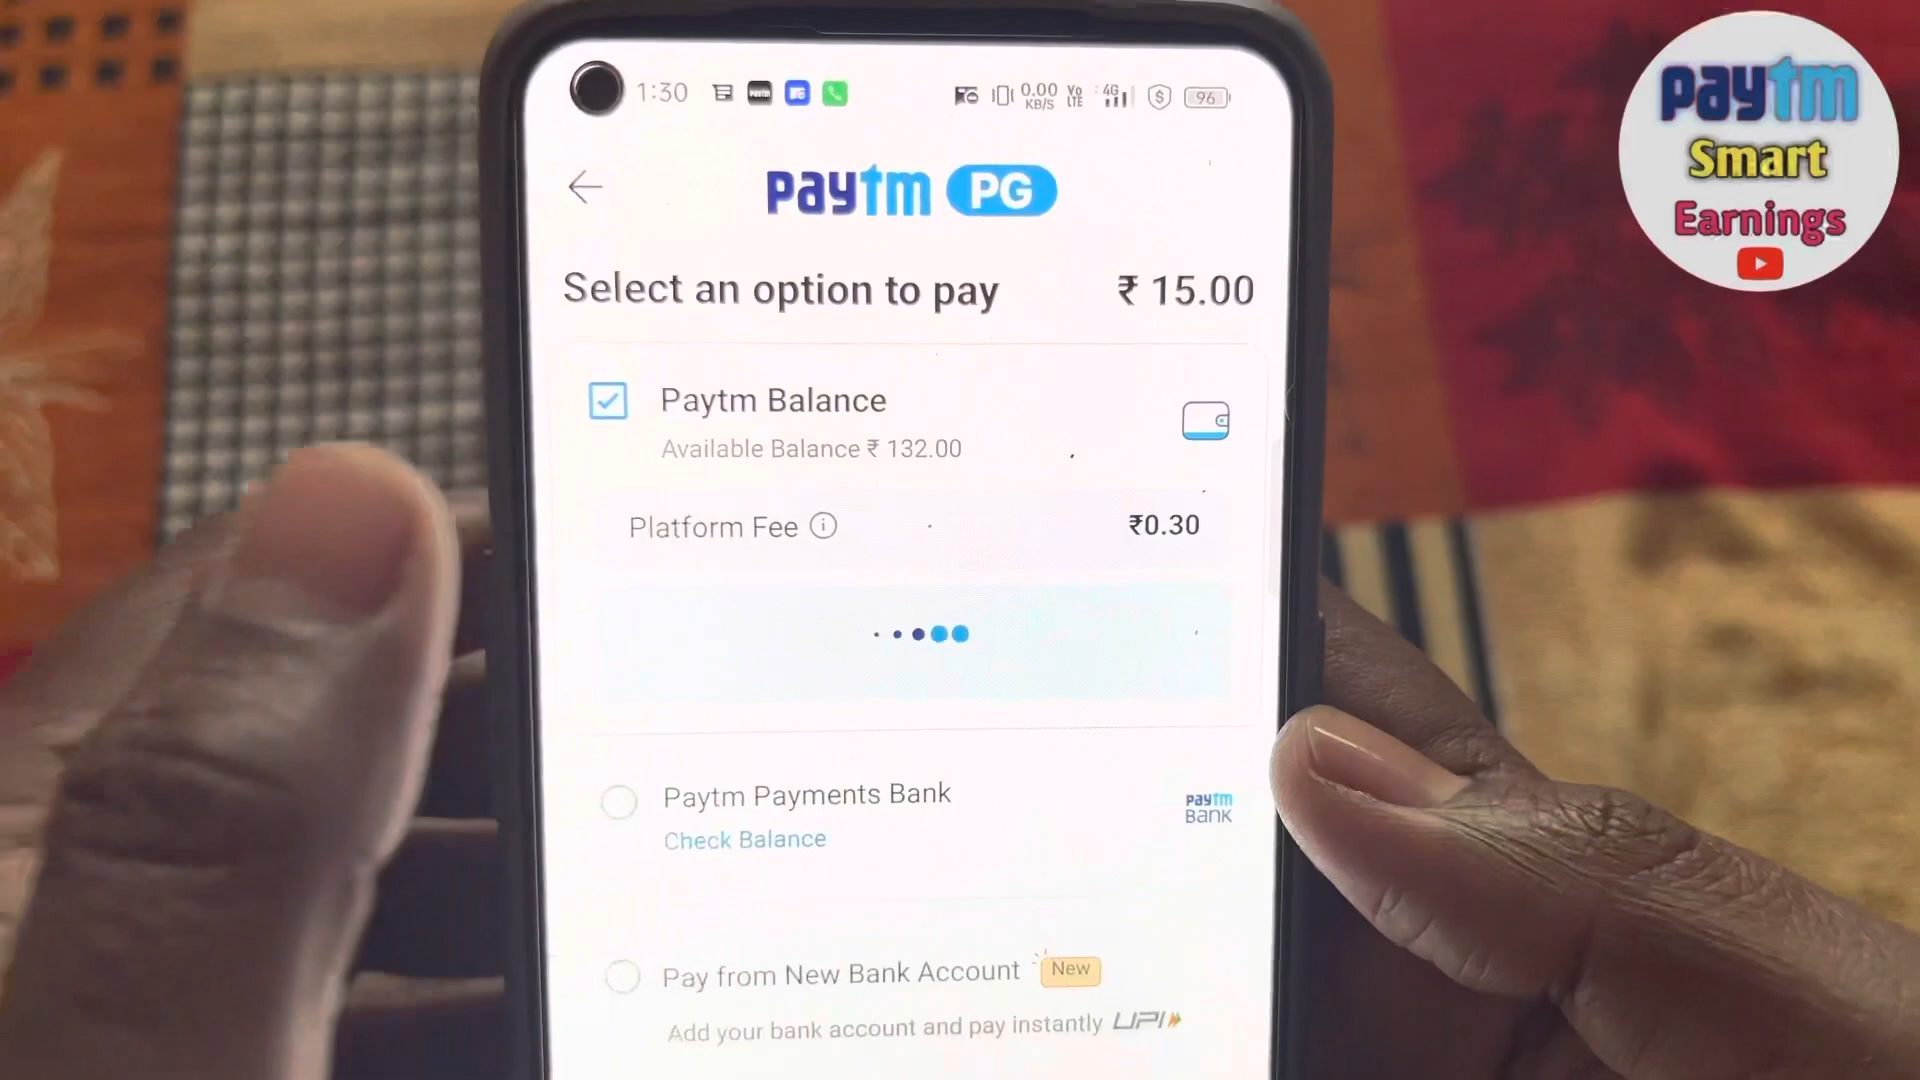 1:30
0.00 KB/S Vo LTE 4G 96
paytm PG
Select an option to pay ₹ 15.00
Paytm Balance
Available Balance ₹ 132.00
Platform Fee ₹0.30
Paytm Payments Bank
paytm BANK
Check Balance
Pay from New Bank Account New
Add your bank account and pay instantly UPI
paytm
Smart
Earnings